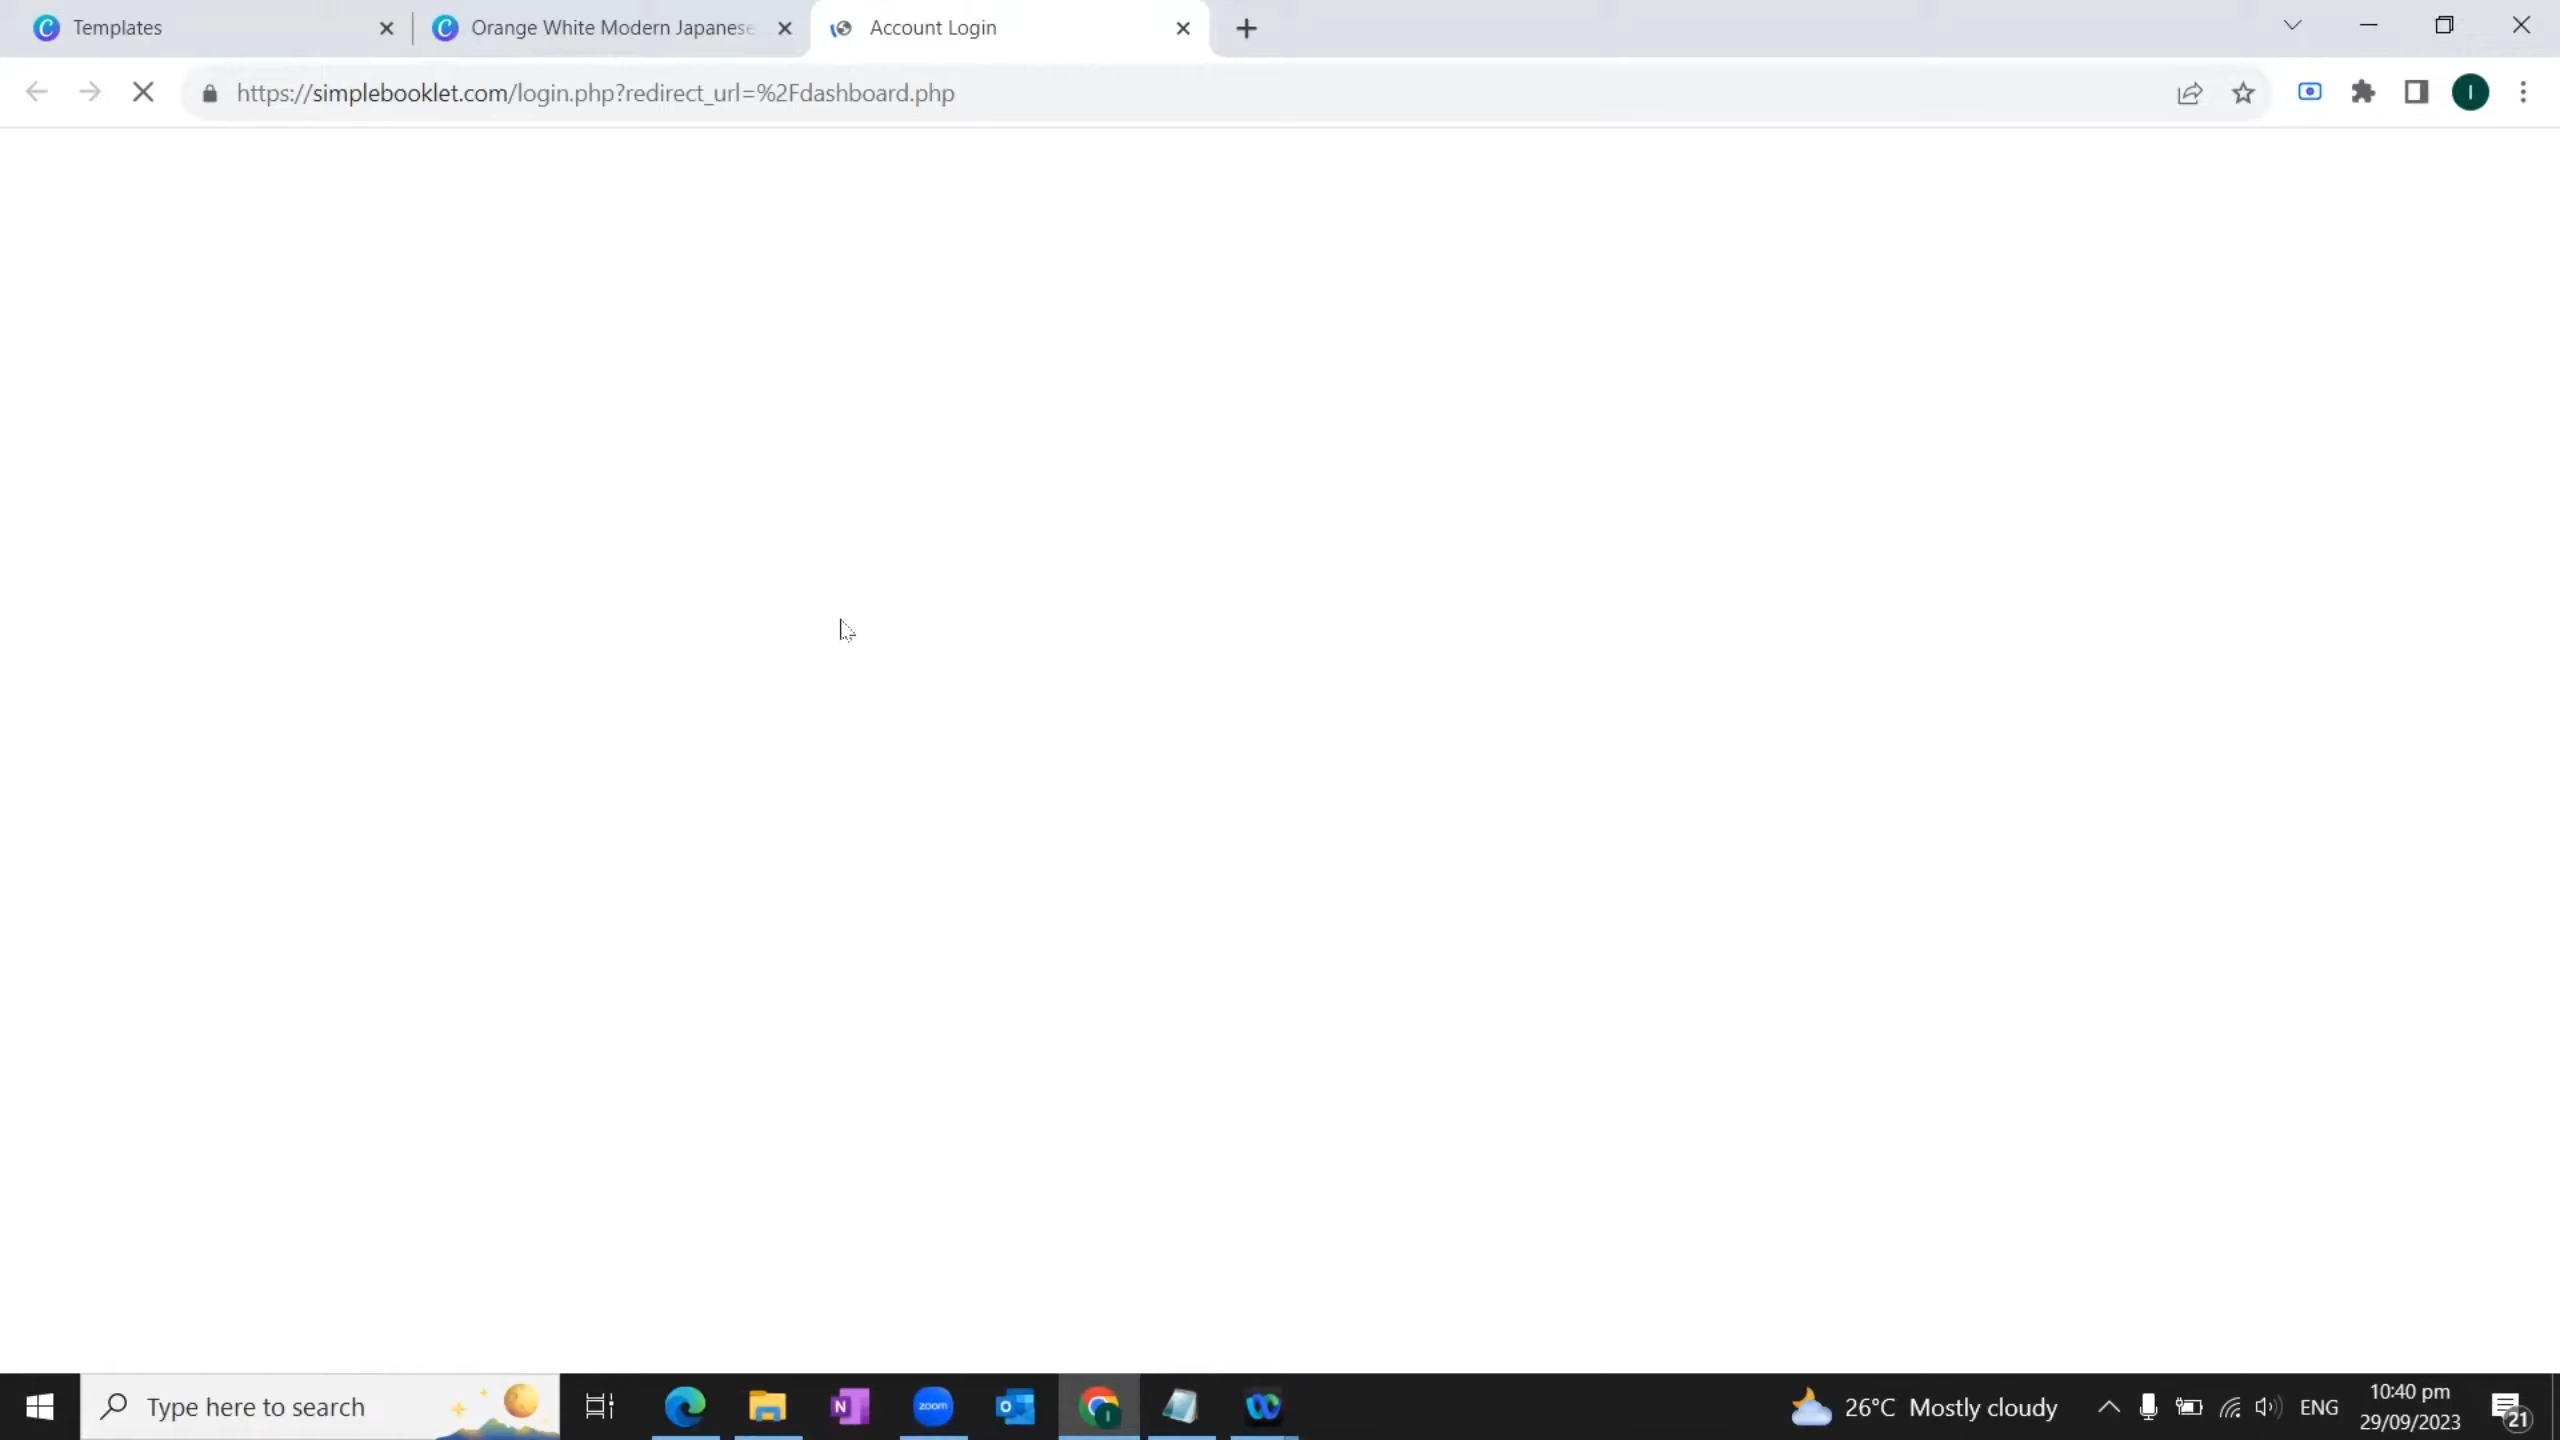 Templates
Orange White Modern Japanese
Account Login
https://simplebooklet.com/login.php?redirect_url=%2Fdashboard.php
I
Type here to search
N
zoom
26°C Mostly cloudy
ENG
10:40 pm
29/09/2023
21